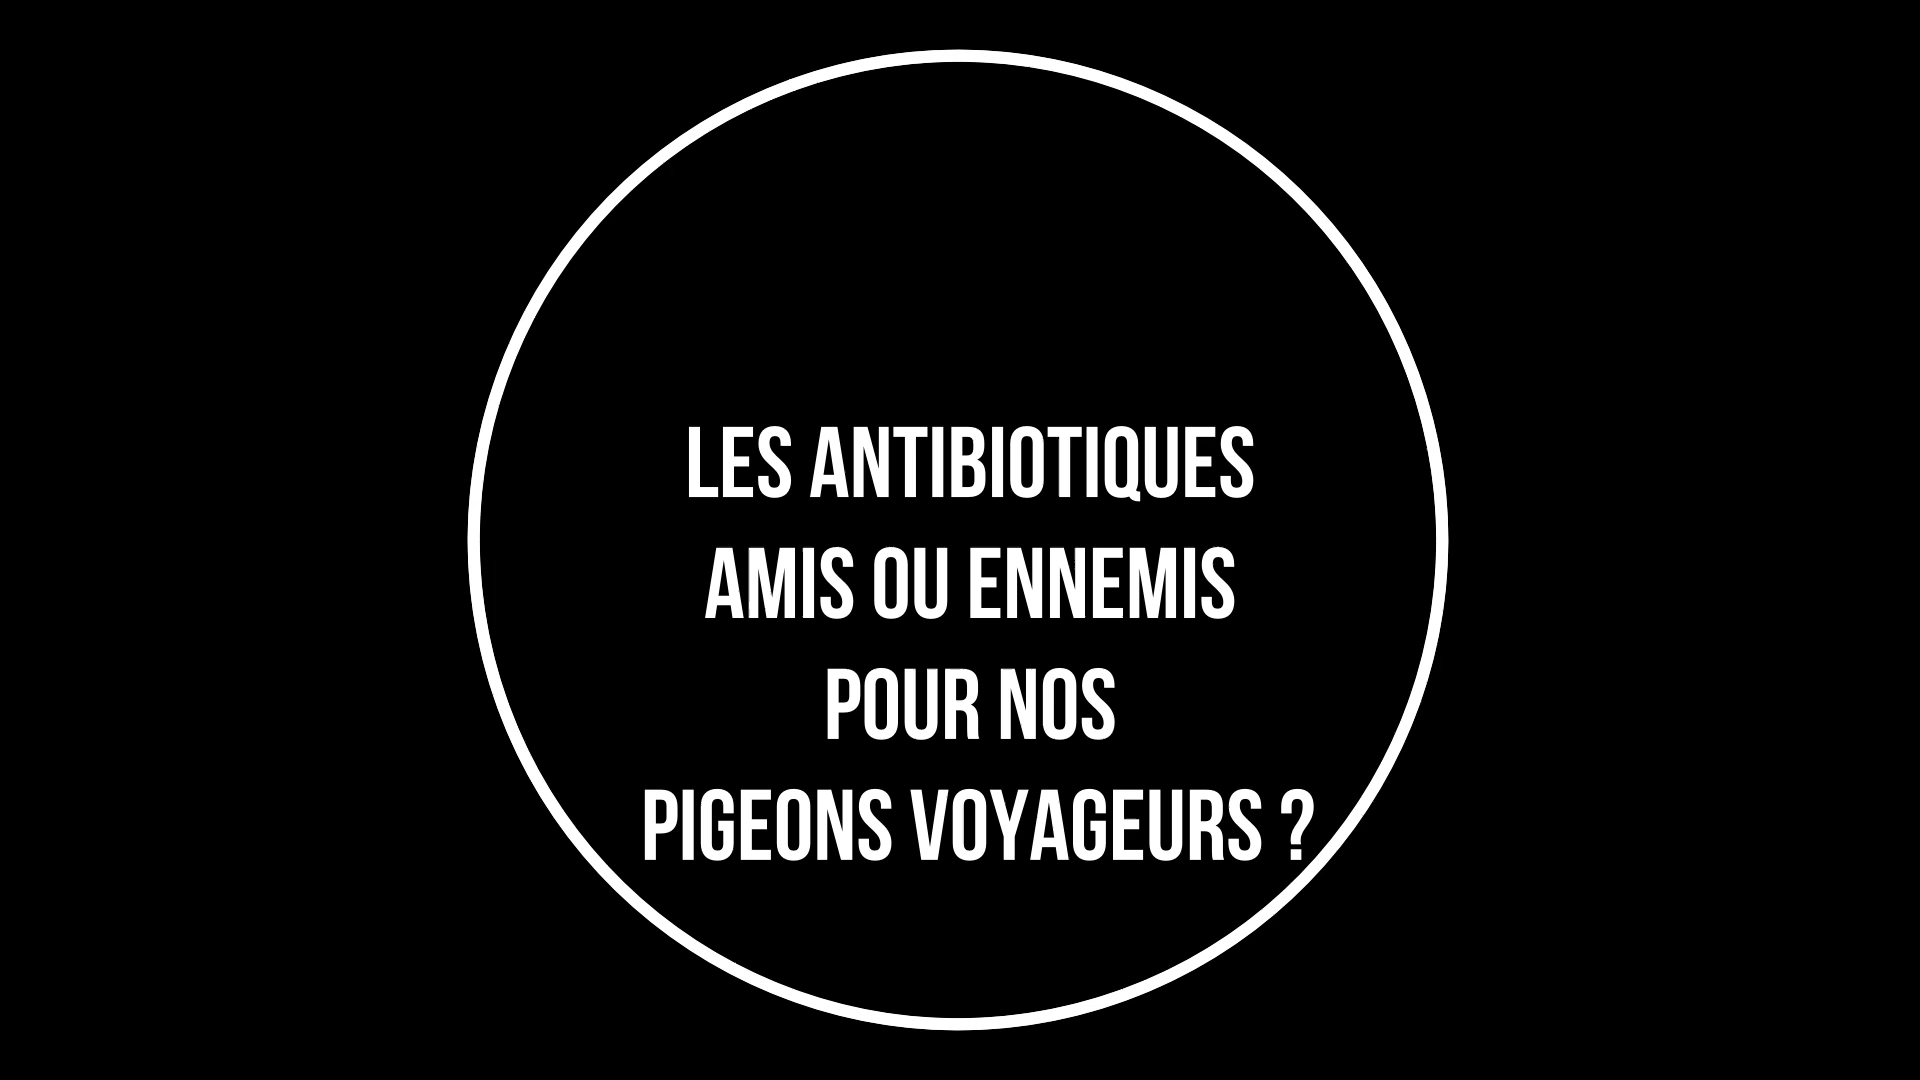 LES ANTIBIOTIQUES
AMIS OU ENNEMIS
POUR NOS
PIGEONS VOYAGEURS ?